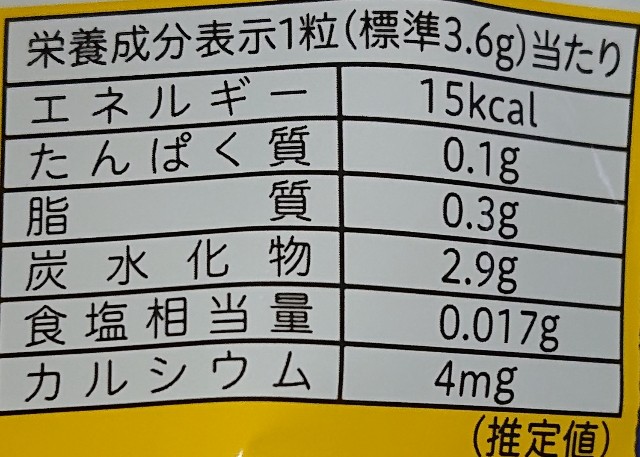 栄養成分表示1粒(標準3.6g)当たり
エネルギー 15kcal
たんぱく質 0.1g
脂質 0.3g
炭水化物 2.9g
食塩相当量 0.017g
カルシウム 4mg
(推定値)